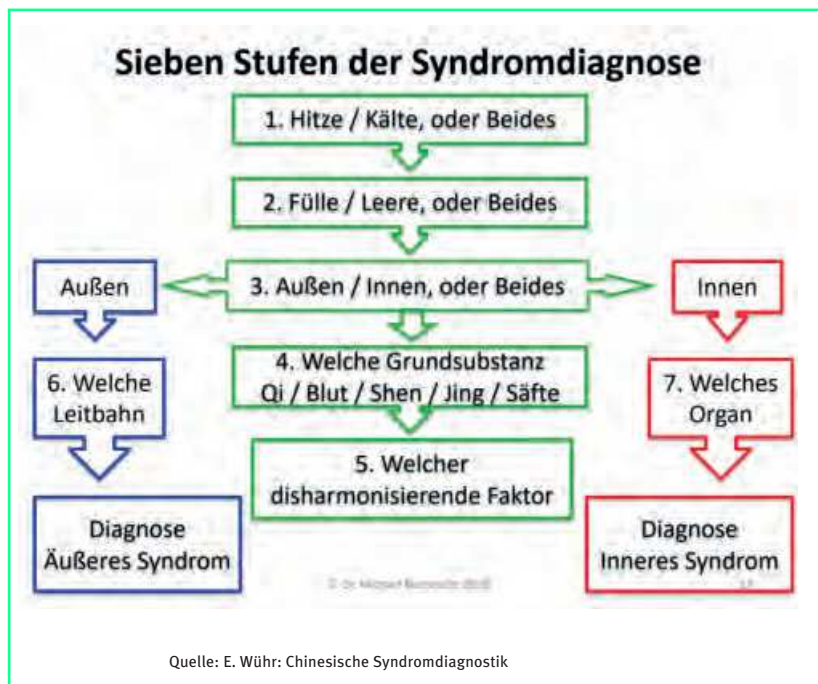 Sieben Stufen der Syndromdiagnose
1. Hitze / Kälte, oder Beides
2. Fülle / Leere, oder Beides
Außen
3. Außen / Innen, oder Beides
Innen
4. Welche Grundsubstanz
Qi / Blut / Shen / Jing / Säfte
6. Welche
Leitbahn
7. Welches
Organ
5. Welcher
disharmonisierende Faktor
Diagnose
Äußeres Syndrom
Diagnose
Inneres Syndrom
Quelle: E. Wühr: Chinesische Syndromdiagnostik